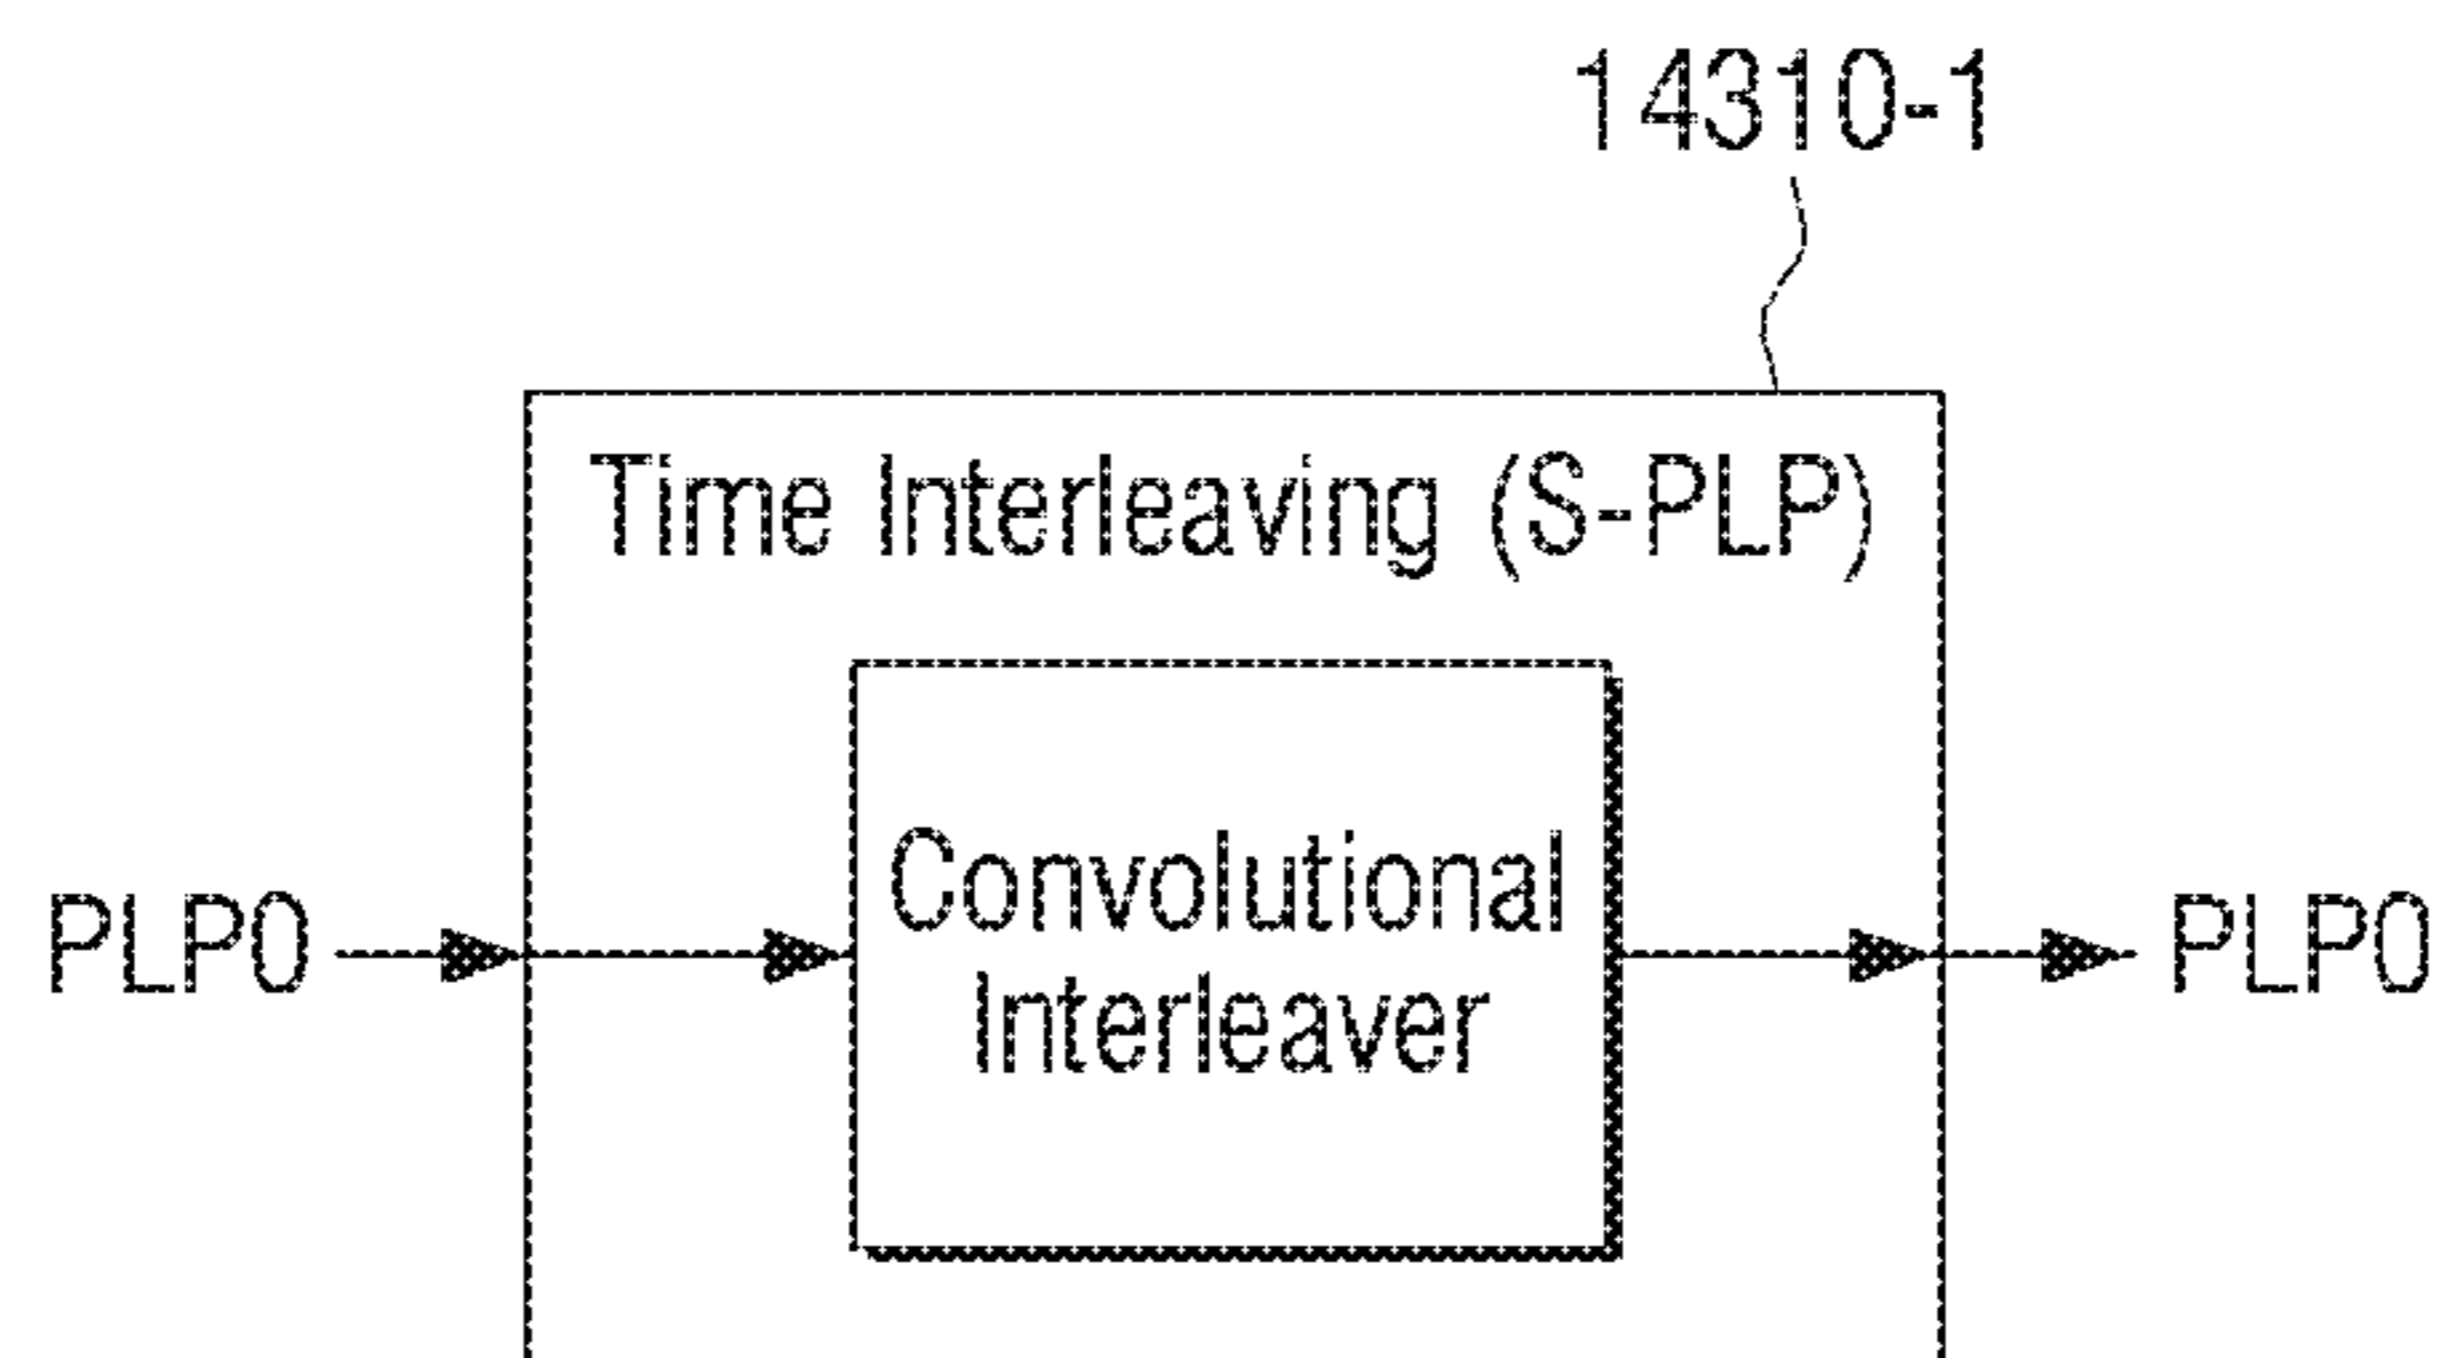 14310-1
Time Interleaving (S-PLP)
Convolutional
Interleaver
PLP0
PLP0